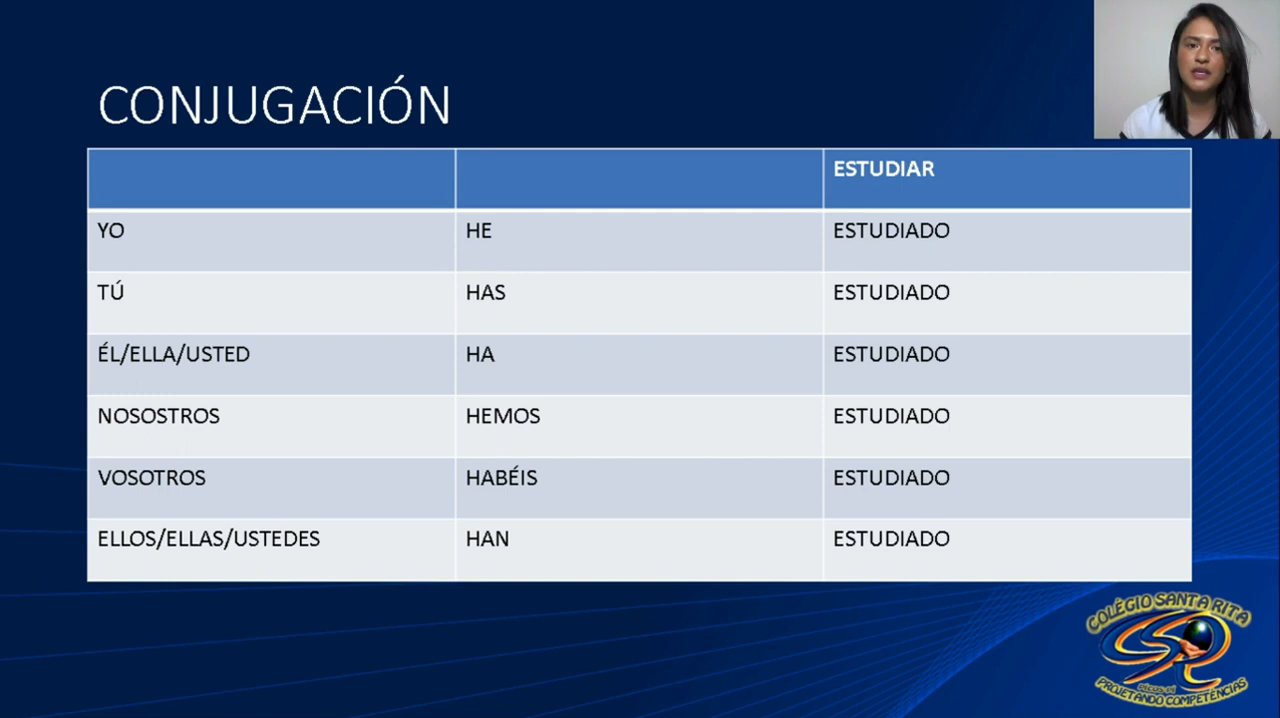 CONJUGACIÓN
ESTUDIAR
YO HE ESTUDIADO
TÚ HAS ESTUDIADO
ÉL/ELLA/USTED HA ESTUDIADO
NOSOSTROS HEMOS ESTUDIADO
VOSOTROS HABÉIS ESTUDIADO
ELLOS/ELLAS/USTEDES HAN ESTUDIADO
COLÉGIO SANTA RITA
PROJETANDO COMPETÊNCIAS